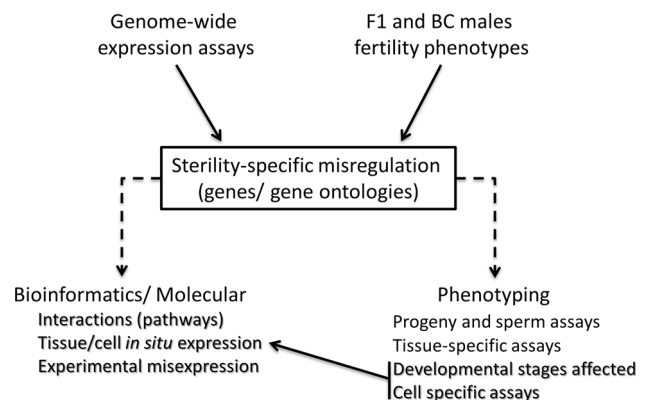 Genome-wide
expression assays
F1 and BC males
fertility phenotypes
Sterility-specific misregulation
(genes/ gene ontologies)
Bioinformatics/ Molecular
Interactions (pathways)
Tissue/cell in situ expression
Experimental misexpression
Phenotyping
Progeny and sperm assays
Tissue-specific assays
Developmental stages affected
Cell specific assays